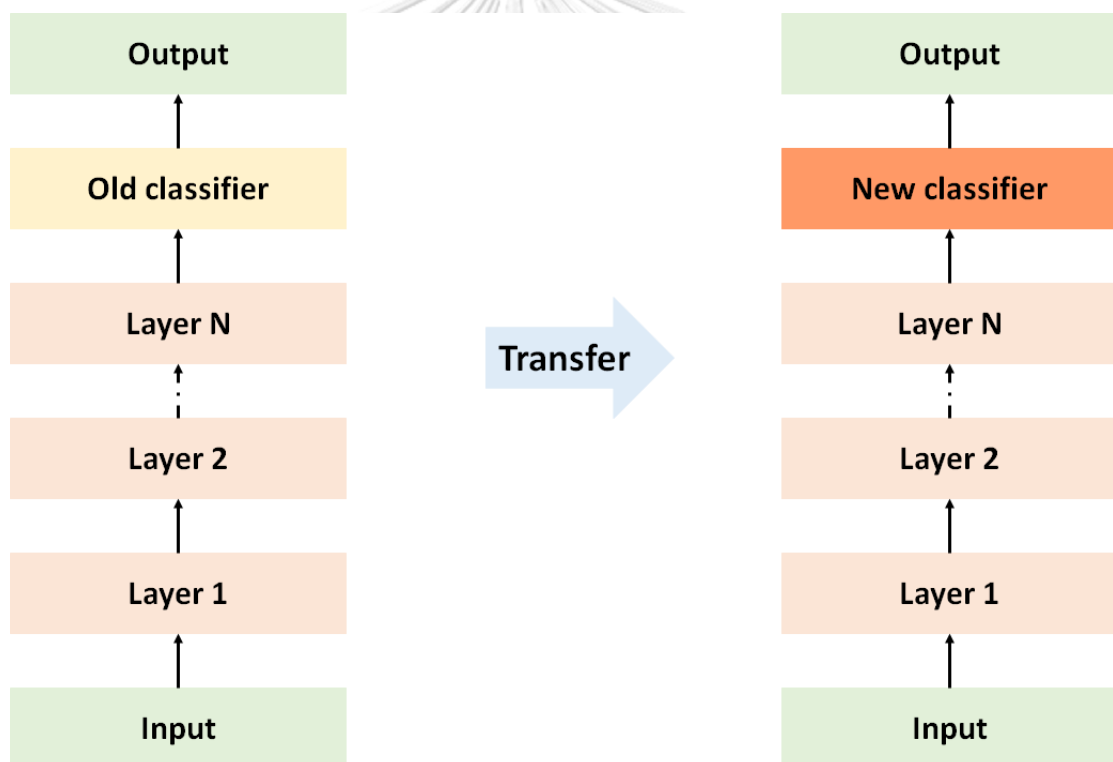 Output
Old classifier
Layer N
Layer 2
Layer 1
Input
Transfer
Output
New classifier
Layer N
Layer 2
Layer 1
Input